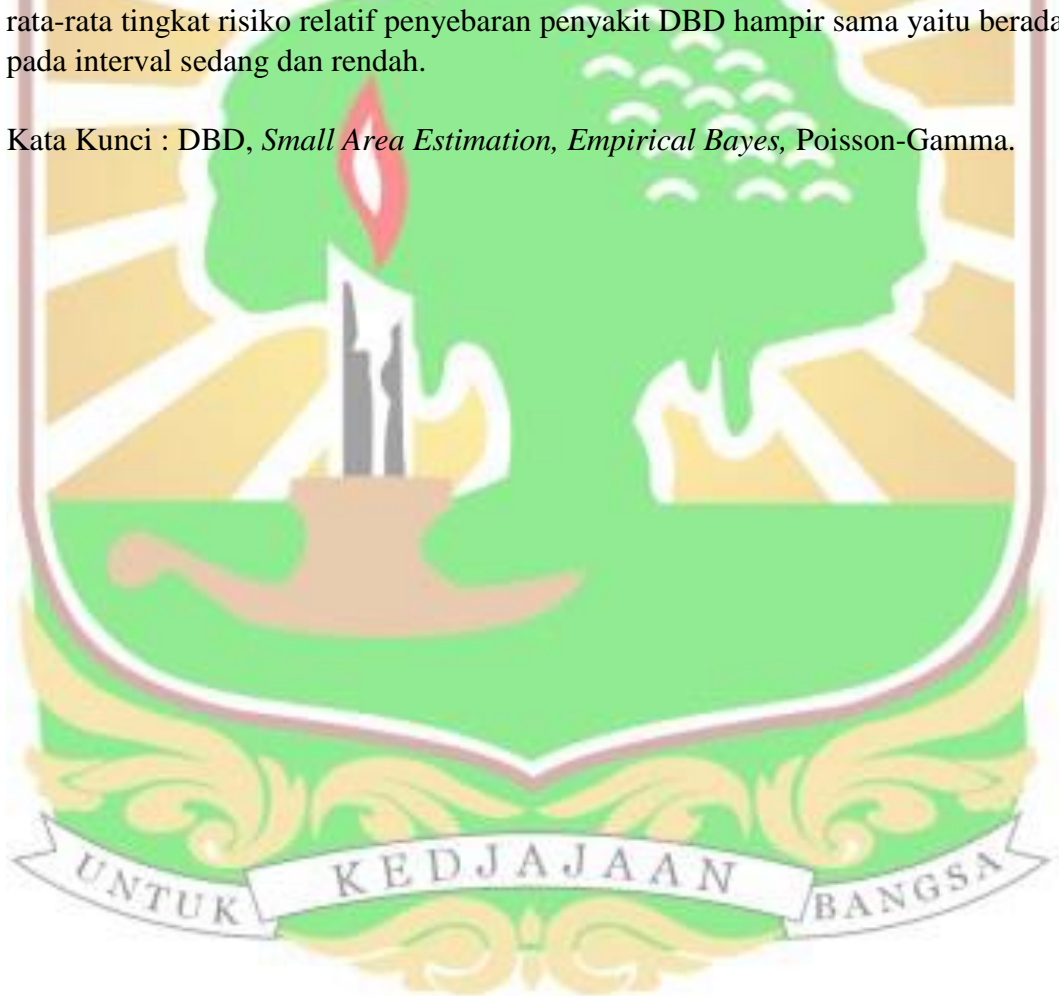 rata-rata tingkat risiko relatif penyebaran penyakit DBD hampir sama yaitu berada
pada interval sedang dan rendah.
Kata Kunci : DBD, Small Area Estimation, Empirical Bayes, Poisson-Gamma.
UNTUK KEDJAJAAN BANGSA